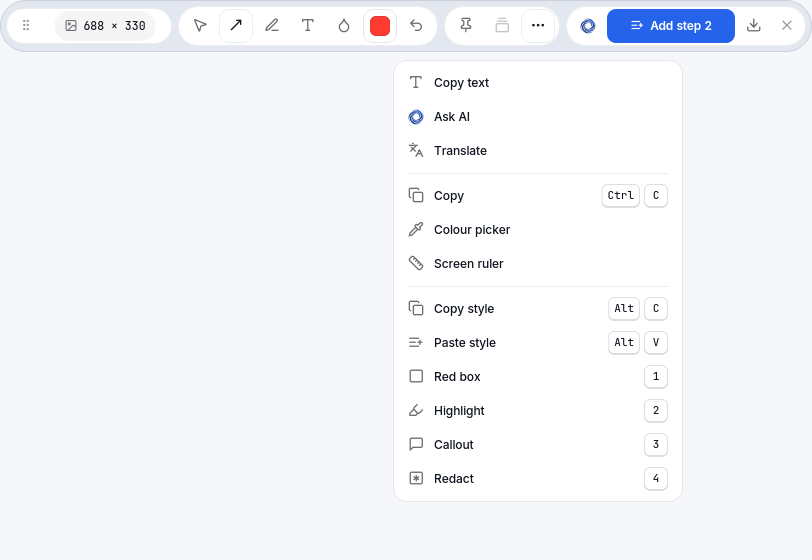 688 × 330
Add step 2
Copy text
Ask AI
Translate
Copy Ctrl C
Colour picker
Screen ruler
Copy style Alt C
Paste style Alt V
Red box 1
Highlight 2
Callout 3
Redact 4